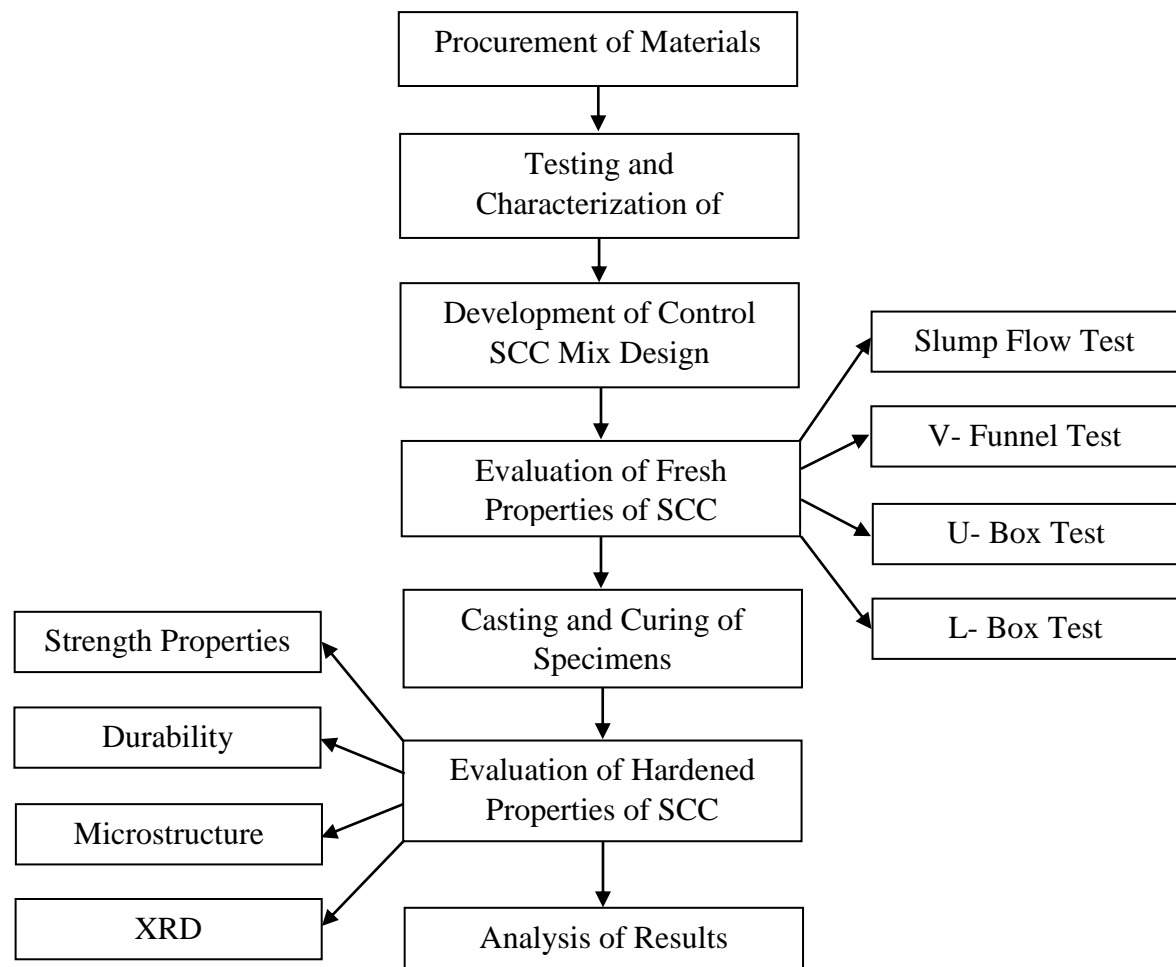 Procurement of Materials
Testing and
Characterization of
Development of Control
SCC Mix Design
Slump Flow Test
V- Funnel Test
Evaluation of Fresh
Properties of SCC
U- Box Test
L- Box Test
Casting and Curing of
Specimens
Strength Properties
Durability
Evaluation of Hardened
Properties of SCC
Microstructure
XRD
Analysis of Results